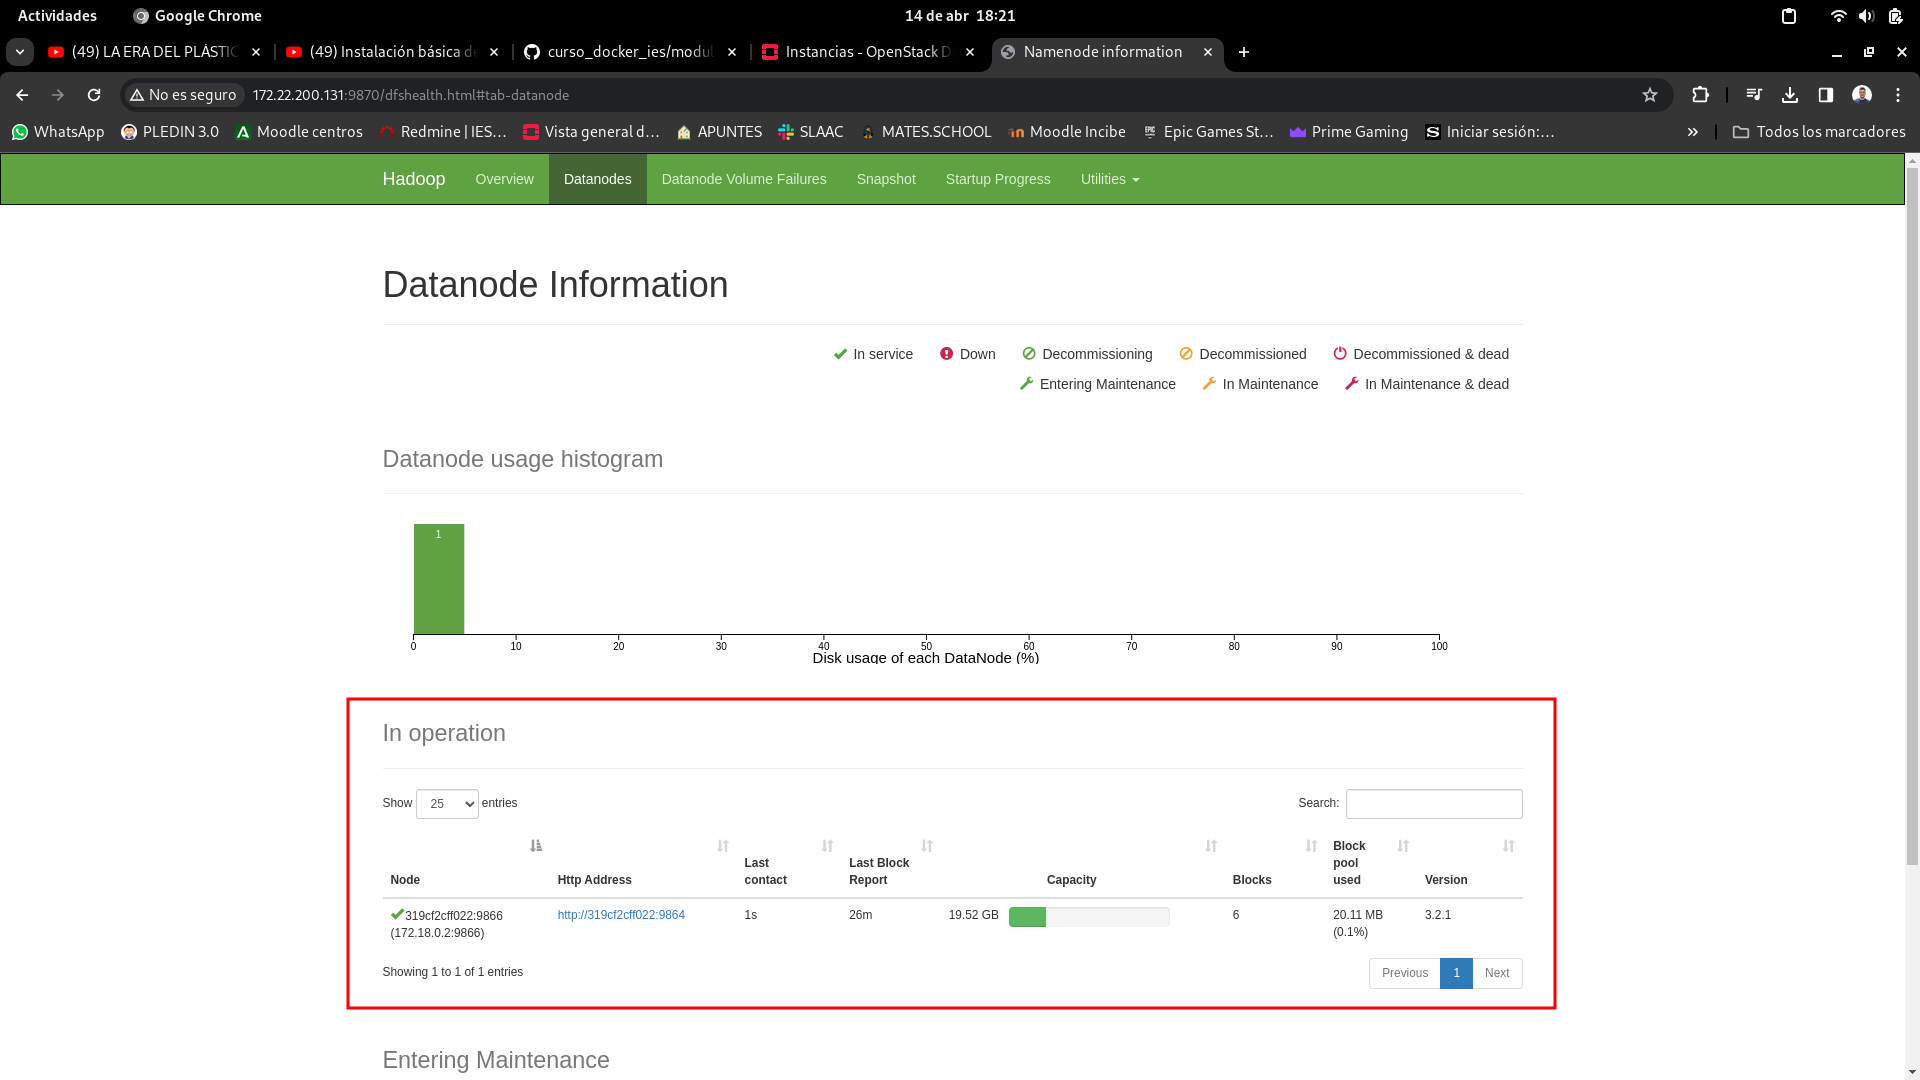 Actividades Google Chrome 14 de abr 18:21
(49) LA ERA DEL PLÁSTIC (49) Instalación básica de curso_docker_ies/modul Instancias - OpenStack D Namenode information
No es seguro 172.22.200.131:9870/dfshealth.html#tab-datanode
WhatsApp PLEDIN 3.0 Moodle centros Redmine | IES… Vista general d… APUNTES SLAAC MATES.SCHOOL Moodle Incibe Epic Games St… Prime Gaming Iniciar sesión:… » Todos los marcadores
Hadoop Overview Datanodes Datanode Volume Failures Snapshot Startup Progress Utilities
Datanode Information
In service Down Decommissioning Decommissioned Decommissioned & dead
Entering Maintenance In Maintenance In Maintenance & dead
Datanode usage histogram
1
0 10 20 30 40 50 60 70 80 90 100
Disk usage of each DataNode (%)
In operation
Show 25 entries Search:
Node Http Address Last contact Last Block Report Capacity Blocks Block pool used Version
319cf2cff022:9866 http://319cf2cff022:9864 1s 26m 19.52 GB 6 20.11 MB 3.2.1
(172.18.0.2:9866) (0.1%)
Showing 1 to 1 of 1 entries Previous 1 Next
Entering Maintenance